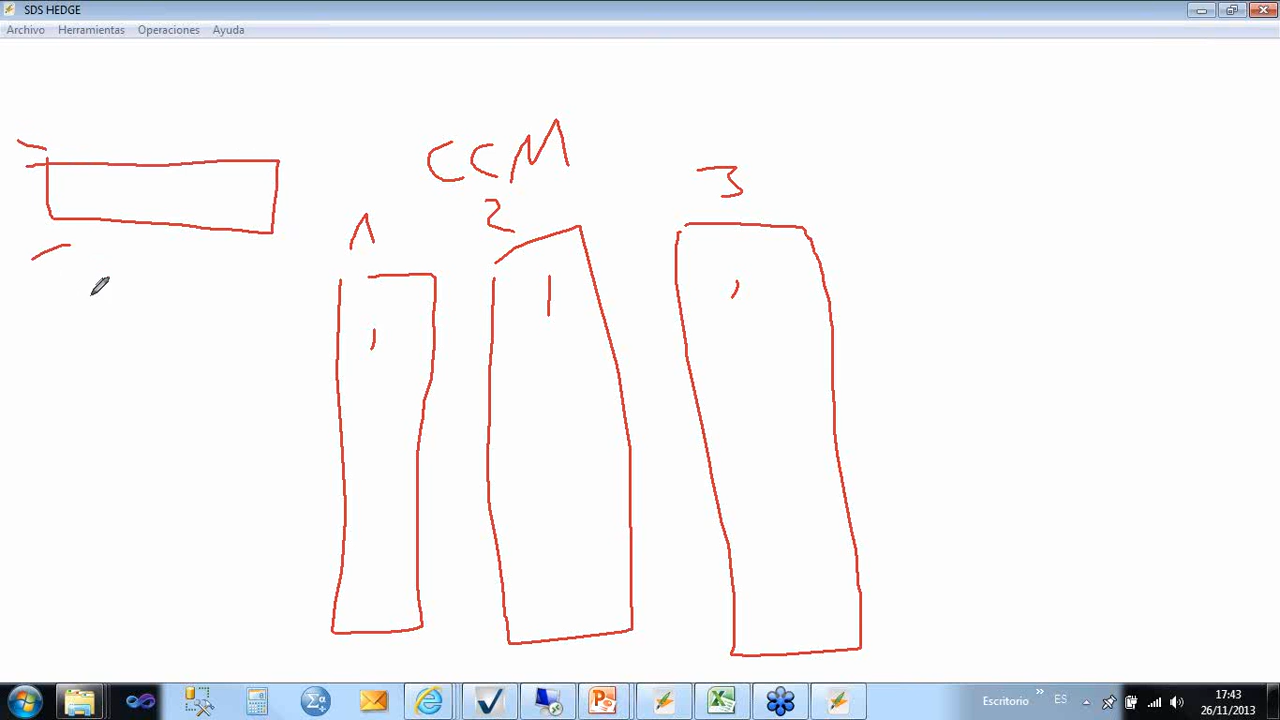 SDS HEDGE
Archivo Herramientas Operaciones Ayuda
CCM
1 2 3
Escritorio » ES 17:43
26/11/2013